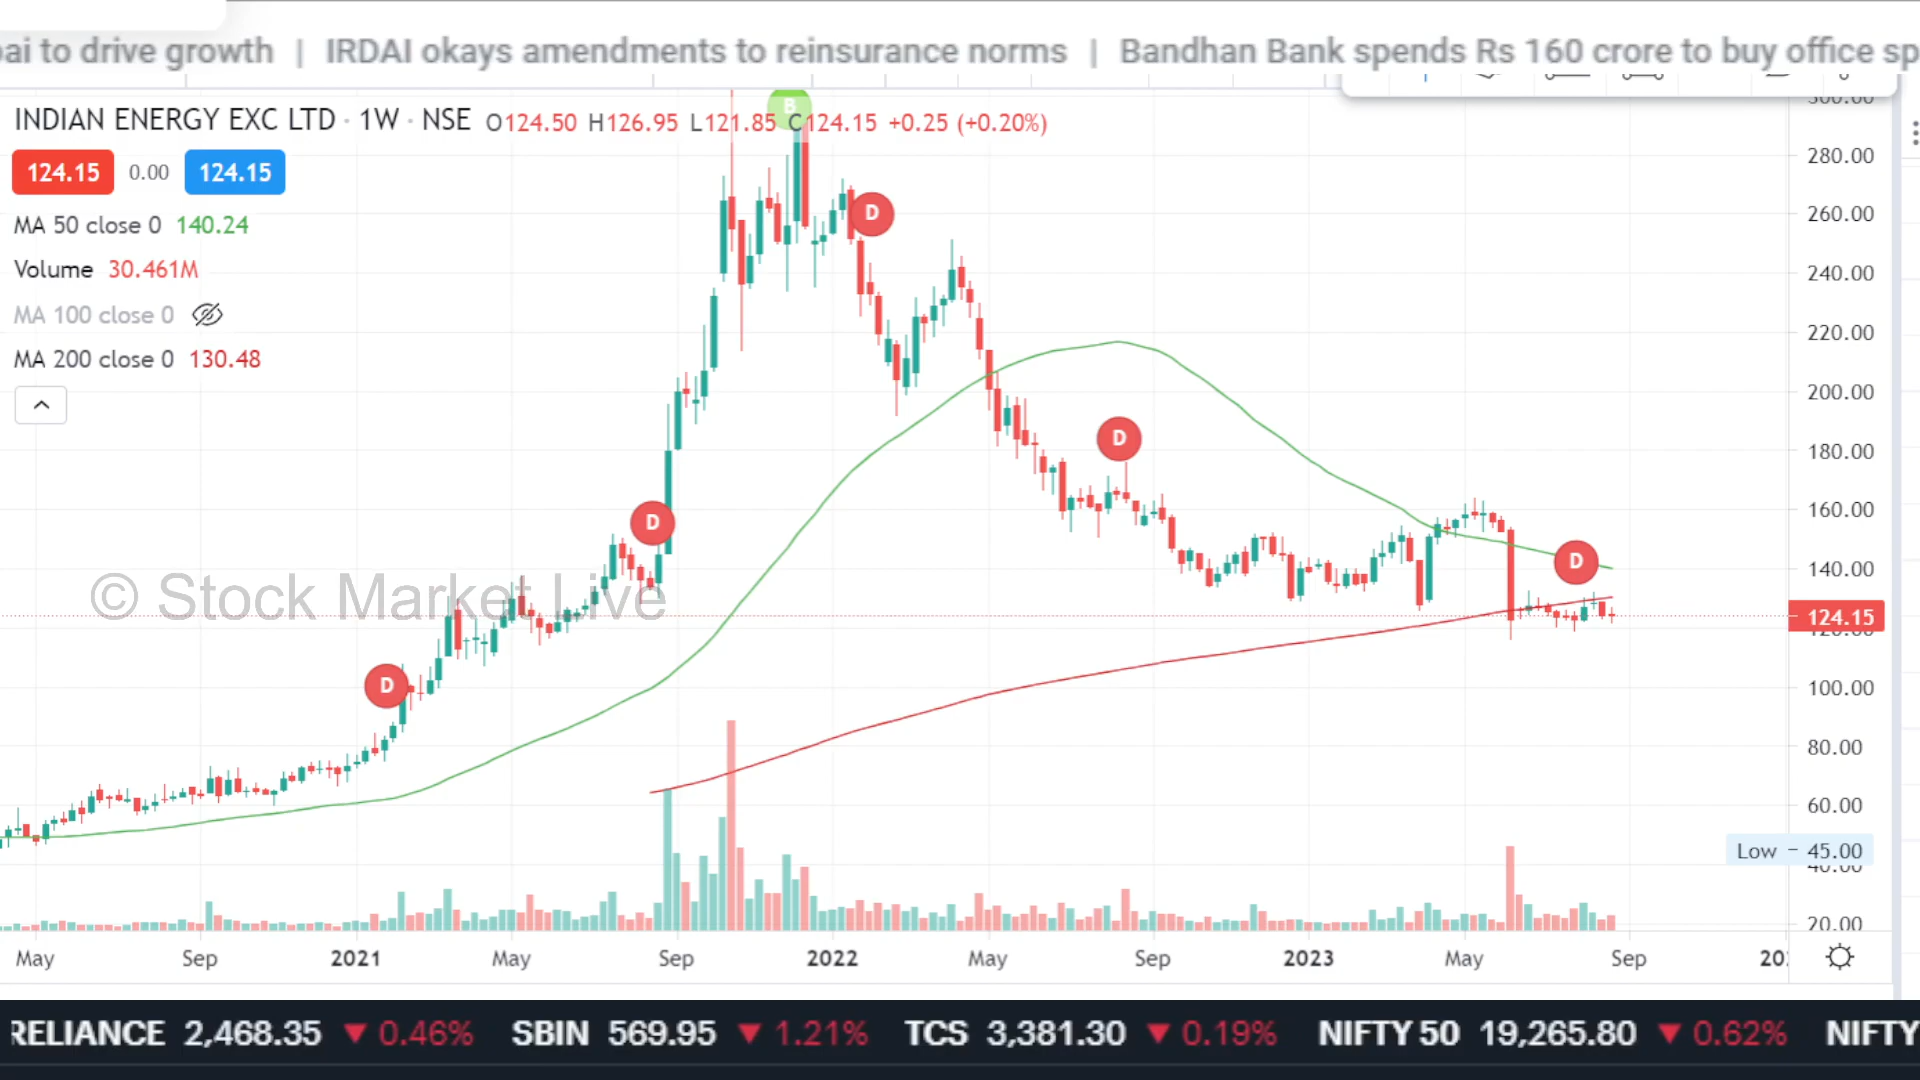 to drive growth | IRDAI okays amendments to reinsurance norms | Bandhan Bank spends Rs 160 crore to buy office
INDIAN ENERGY EXC LTD · 1W · NSE O124.50 H126.95 L121.85 C124.15 +0.25 (+0.20%)
124.15 0.00 124.15
MA 50 close 0 140.24
Volume 30.461M
MA 100 close 0
MA 200 close 0 130.48
B
D
D
D
D
D
© Stock Market Live
300.00
280.00
260.00
240.00
220.00
200.00
180.00
160.00
140.00
124.15
120.00
100.00
80.00
60.00
Low - 45.00
40.00
20.00
May Sep 2021 May Sep 2022 May Sep 2023 May Sep
RELIANCE 2,468.35 ▼ 0.46% SBIN 569.95 ▼ 1.21% TCS 3,381.30 ▼ 0.19% NIFTY 50 19,265.80 ▼ 0.62% NIFTY